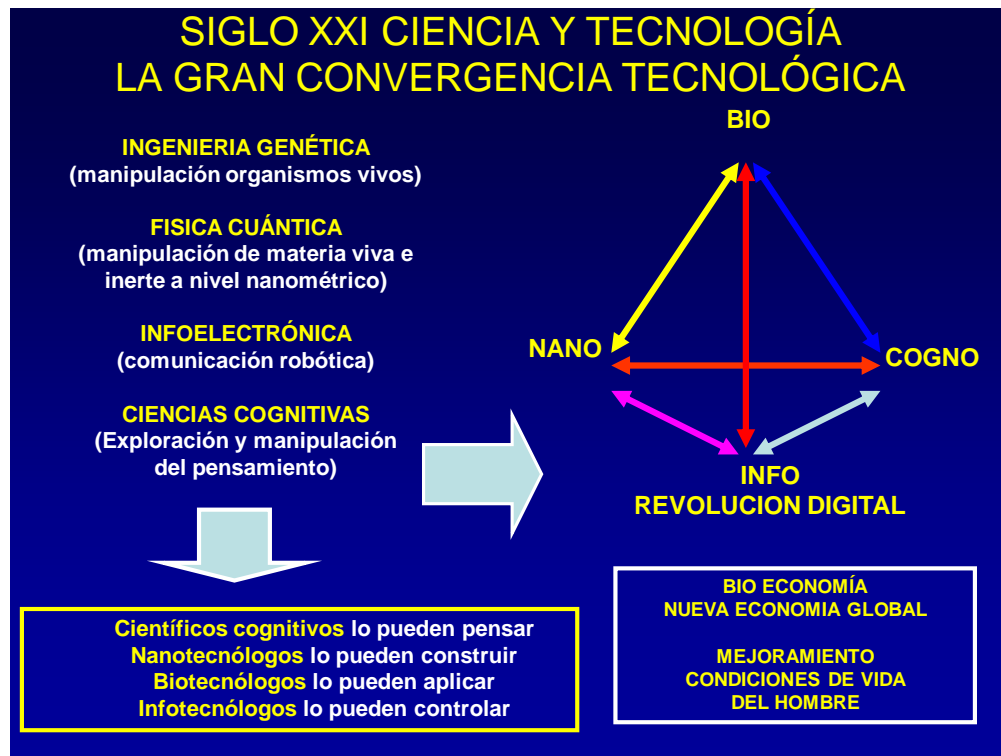 SIGLO XXI CIENCIA Y TECNOLOGÍA
LA GRAN CONVERGENCIA TECNOLÓGICA
INGENIERIA GENÉTICA
(manipulación organismos vivos)
FISICA CUÁNTICA
(manipulación de materia viva e
inerte a nivel nanométrico)
INFOELECTRÓNICA
(comunicación robótica)
CIENCIAS COGNITIVAS
(Exploración y manipulación
del pensamiento)
BIO
NANO
COGNO
INFO
REVOLUCION DIGITAL
Científicos cognitivos lo pueden pensar
Nanotecnólogos lo pueden construir
Biotecnólogos lo pueden aplicar
Infotecnólogos lo pueden controlar
BIO ECONOMÍA
NUEVA ECONOMIA GLOBAL
MEJORAMIENTO
CONDICIONES DE VIDA
DEL HOMBRE